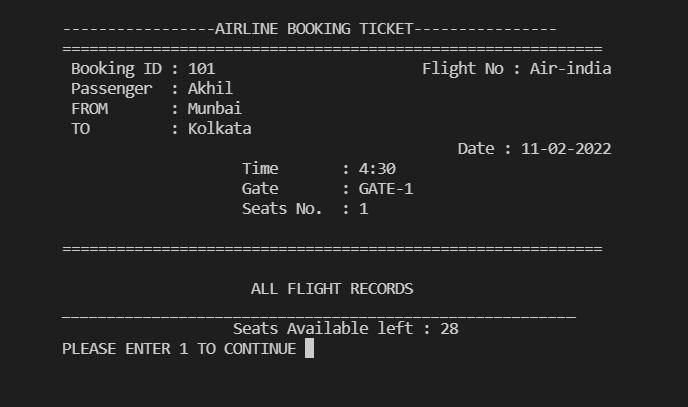 -----------------AIRLINE BOOKING TICKET----------------
============================================================
Booking ID : 101 Flight No : Air-india
Passenger : Akhil
FROM : Munbai
TO : Kolkata
Date : 11-02-2022
Time : 4:30
Gate : GATE-1
Seats No. : 1
============================================================
ALL FLIGHT RECORDS
_________________________________________________________
Seats Available left : 28
PLEASE ENTER 1 TO CONTINUE